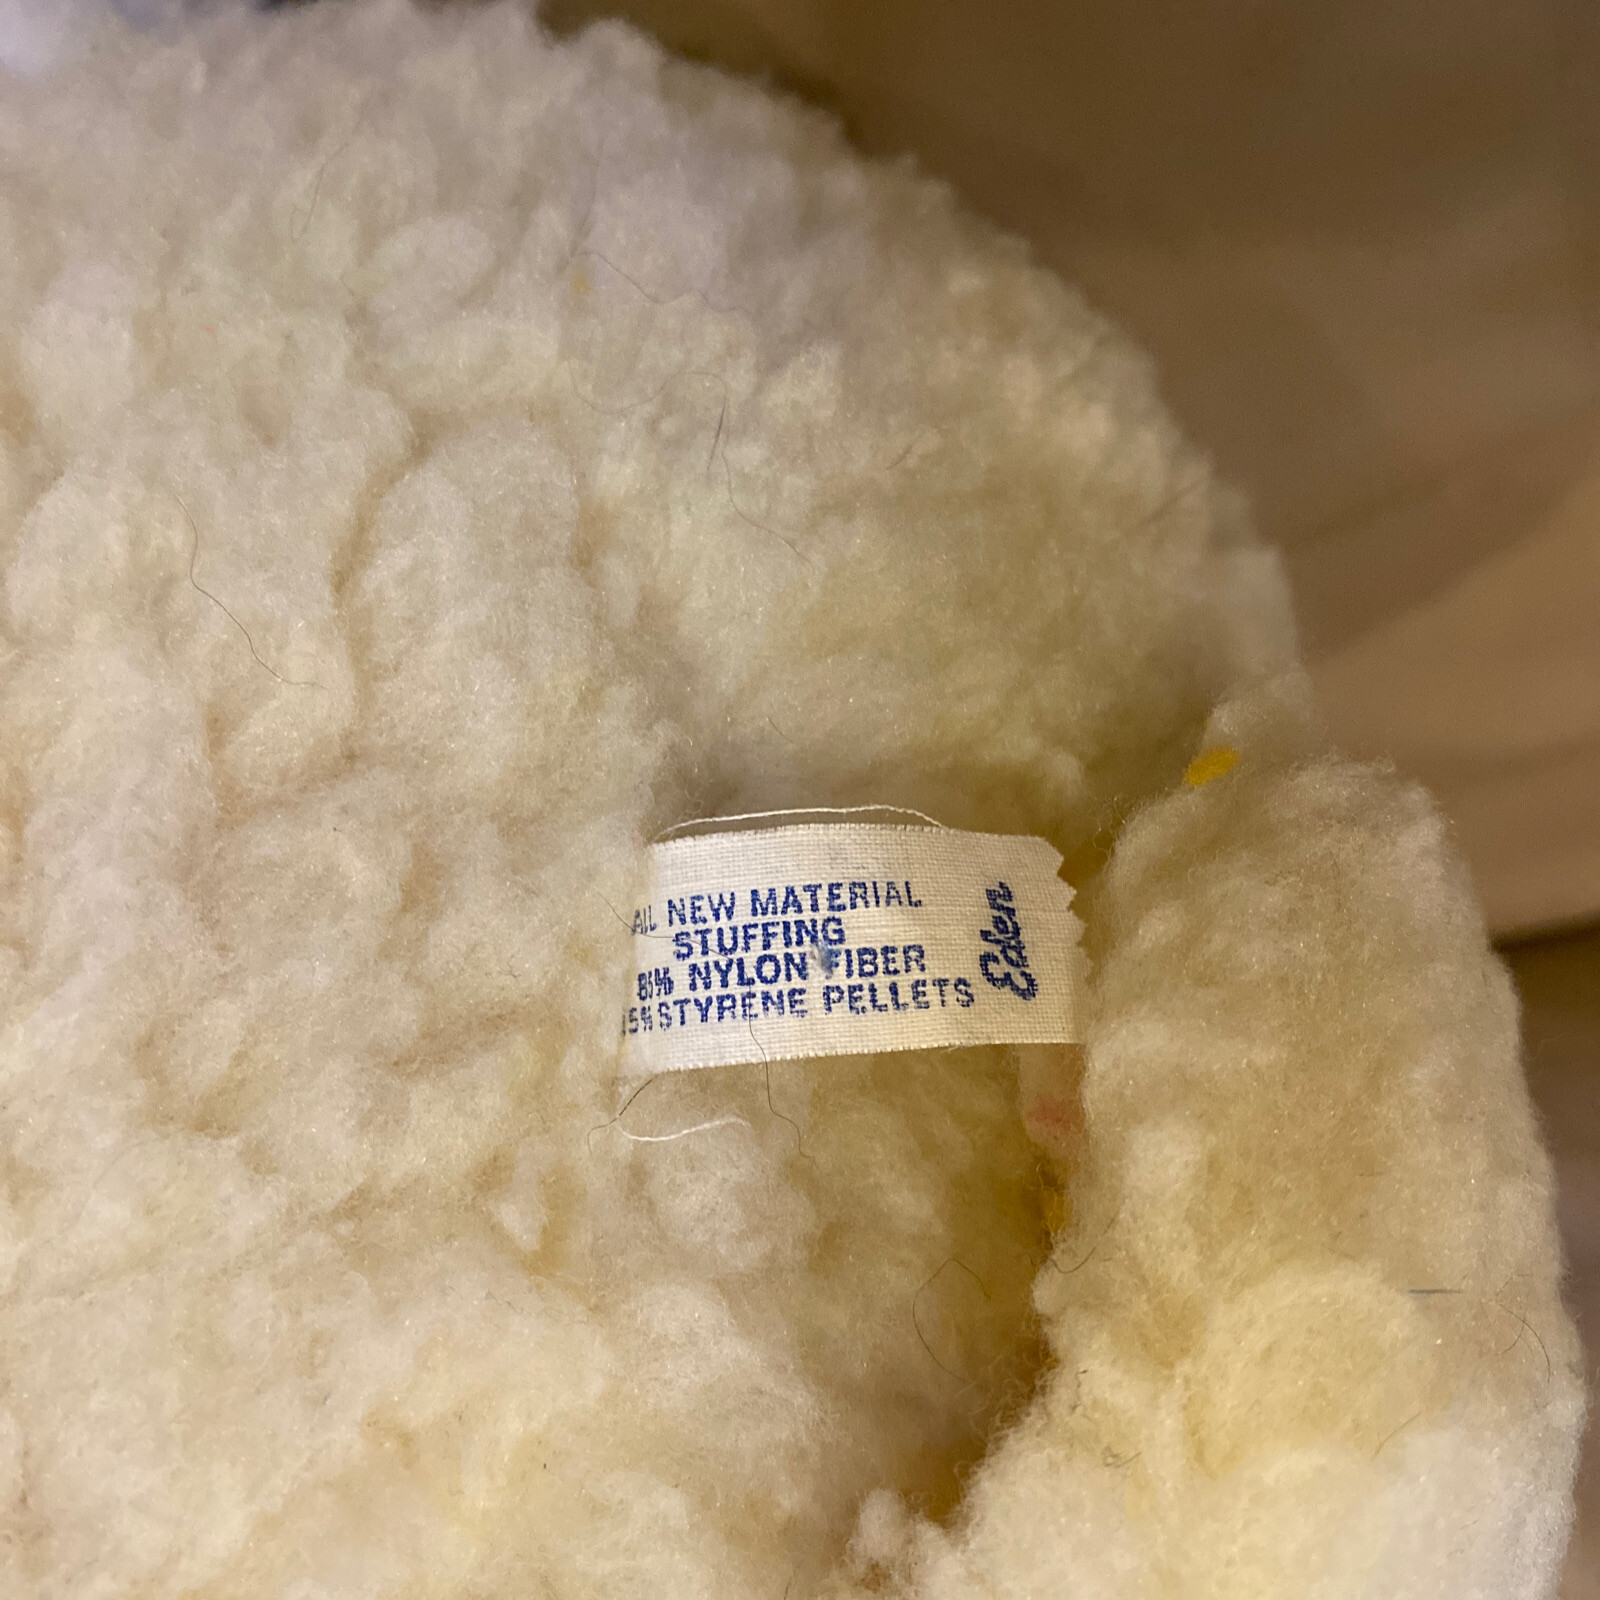 ALL NEW MATERIAL
STUFFING
85% NYLON FIBER
15% STYRENE PELLETS
Eden